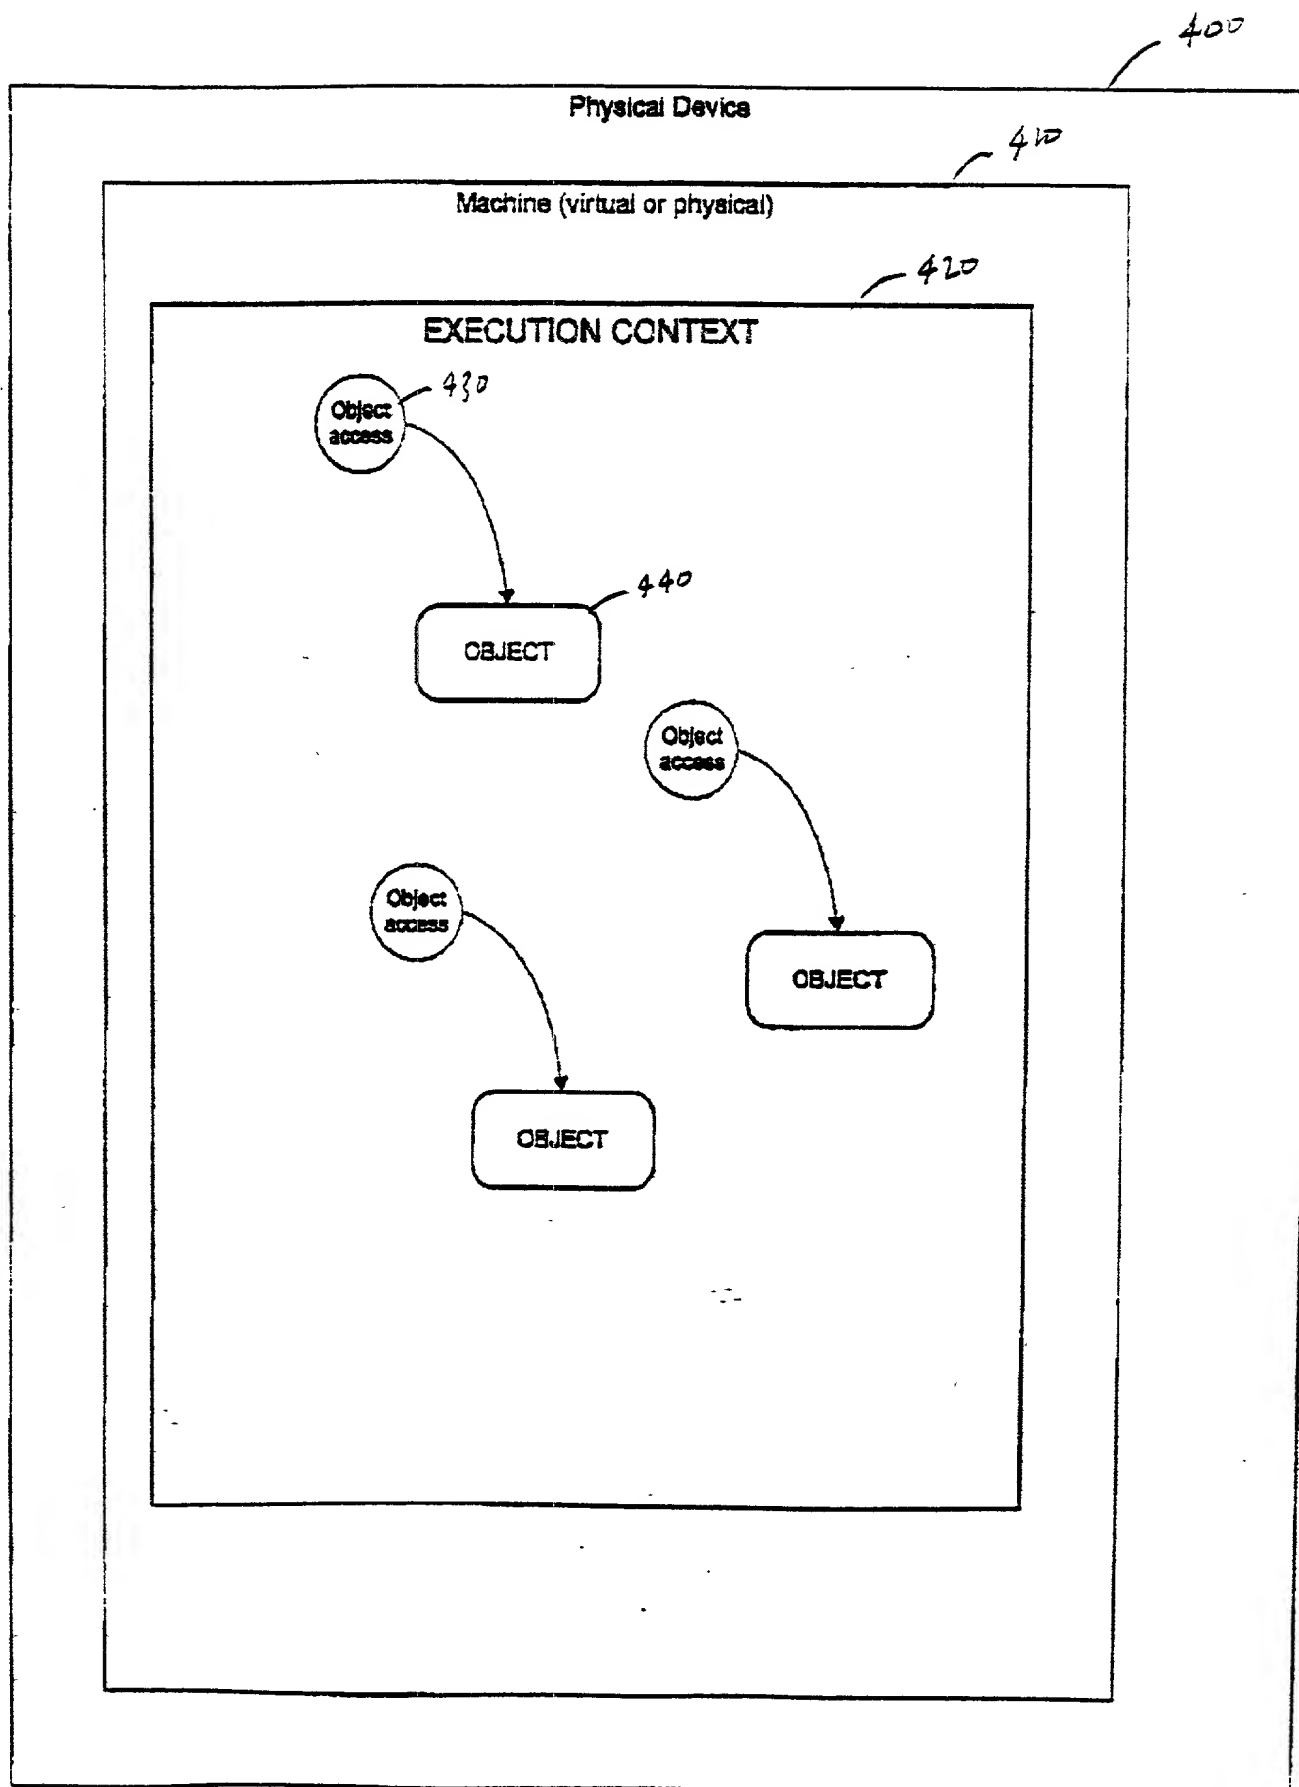 400
Physical Device
410
Machine (virtual or physical)
420
EXECUTION CONTEXT
430
Object
access
440
OBJECT
Object
access
Object
access
OBJECT
OBJECT